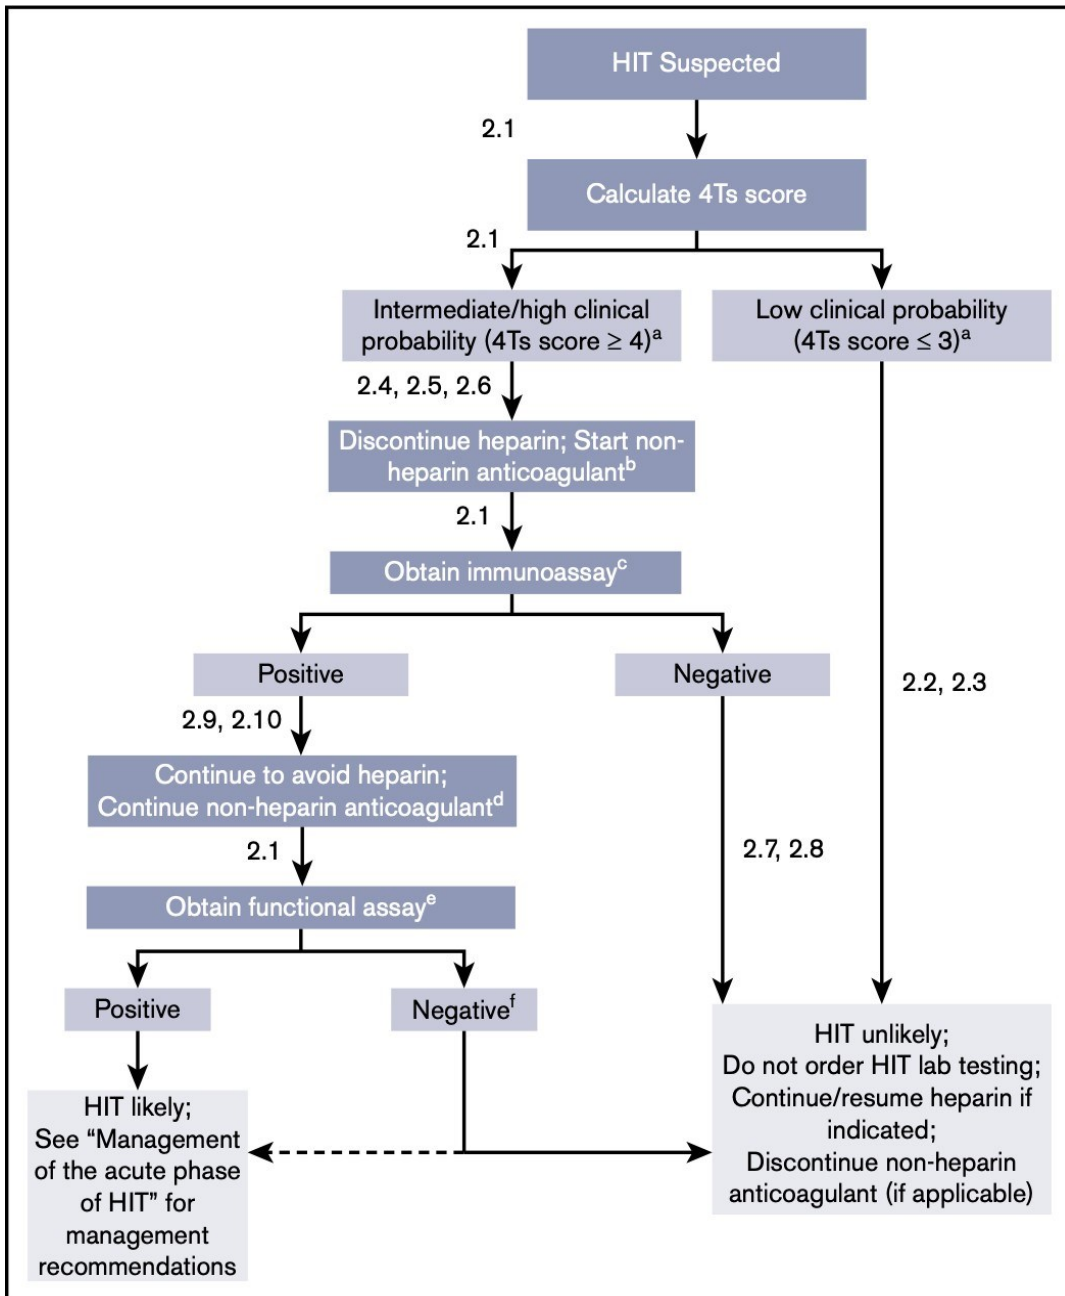 HIT Suspected
2.1
Calculate 4Ts score
2.1
Intermediate/high clinical
probability (4Ts score ≥ 4)ᵃ
Low clinical probability
(4Ts score ≤ 3)ᵃ
2.4, 2.5, 2.6
Discontinue heparin; Start non-
heparin anticoagulantᵇ
2.1
Obtain immunoassayᶜ
Positive
Negative
2.2, 2.3
2.9, 2.10
Continue to avoid heparin;
Continue non-heparin anticoagulantᵈ
2.1
2.7, 2.8
Obtain functional assayᵉ
Positive
Negativeᶠ
HIT unlikely;
Do not order HIT lab testing;
Continue/resume heparin if
indicated;
Discontinue non-heparin
anticoagulant (if applicable)
HIT likely;
See “Management
of the acute phase
of HIT” for
management
recommendations